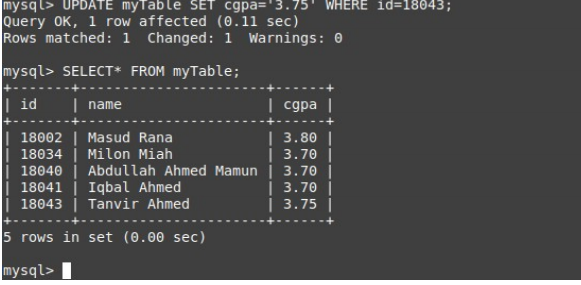 mysql> UPDATE myTable SET cgpa='3.75' WHERE id=18043;
Query OK, 1 row affected (0.11 sec)
Rows matched: 1  Changed: 1  Warnings: 0

mysql> SELECT* FROM myTable;
+-------+----------------------+------+
| id    | name                 | cgpa |
+-------+----------------------+------+
| 18002 | Masud Rana           | 3.80 |
| 18034 | Milon Miah           | 3.70 |
| 18040 | Abdullah Ahmed Mamun | 3.70 |
| 18041 | Iqbal Ahmed          | 3.70 |
| 18043 | Tanvir Ahmed         | 3.75 |
+-------+----------------------+------+
5 rows in set (0.00 sec)

mysql>